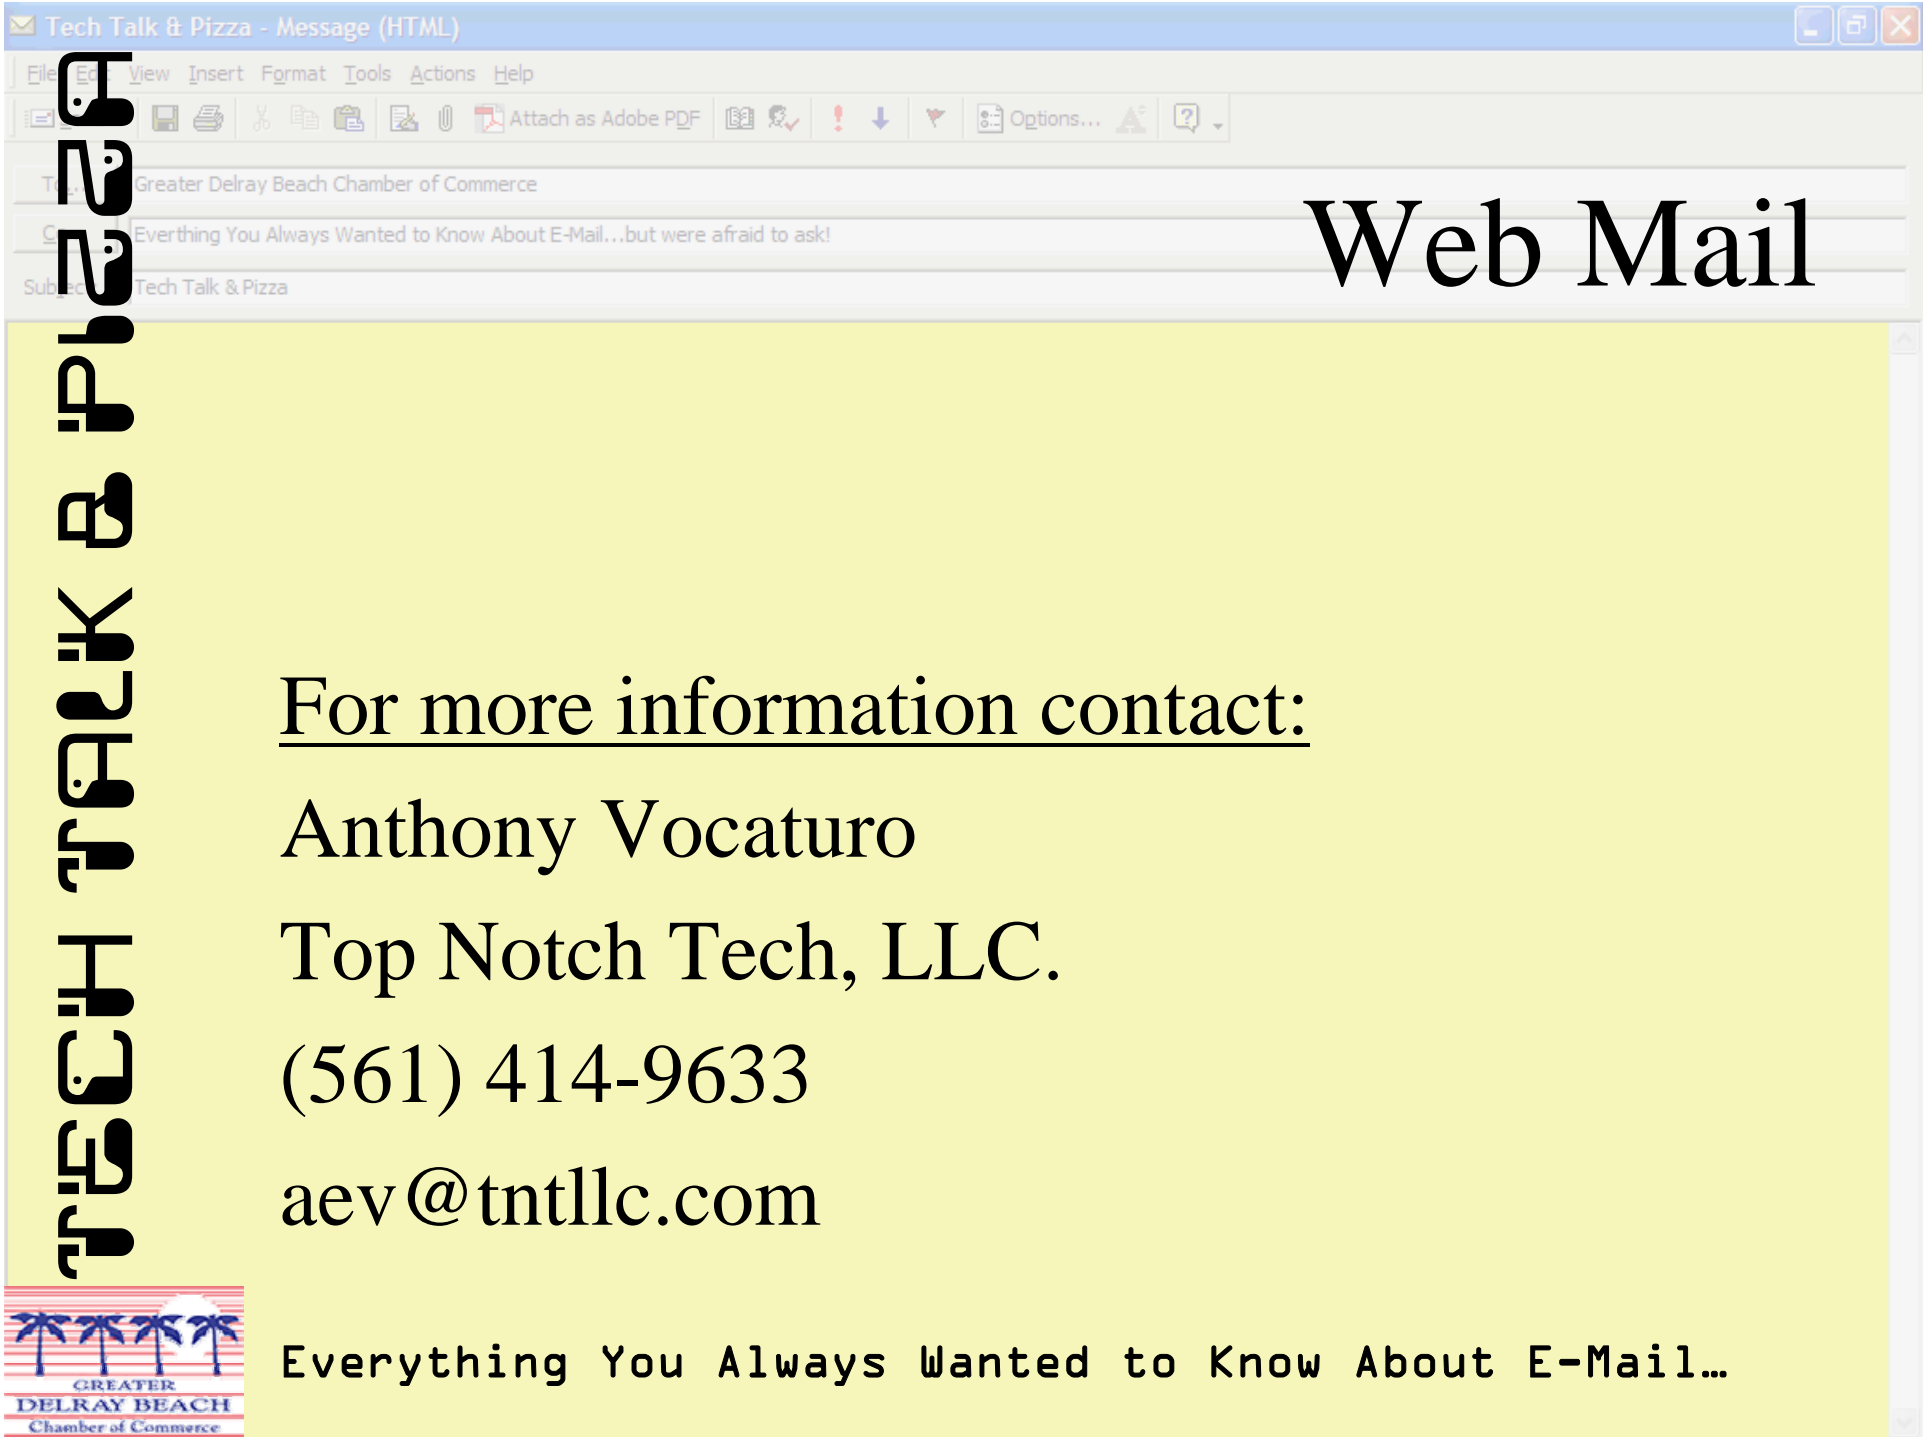 Tech Talk & Pizza - Message (HTML)
File Edit View Insert Format Tools Actions Help
Attach as Adobe PDF Options...
To... Greater Delray Beach Chamber of Commerce
Everthing You Always Wanted to Know About E-Mail...but were afraid to ask!
Subject: Tech Talk & Pizza
Web Mail
TECH TALK & PIZZA
For more information contact:
Anthony Vocaturo
Top Notch Tech, LLC.
(561) 414-9633
aev@tntllc.com
Everything You Always Wanted to Know About E-Mail…
GREATER
DELRAY BEACH
Chamber of Commerce